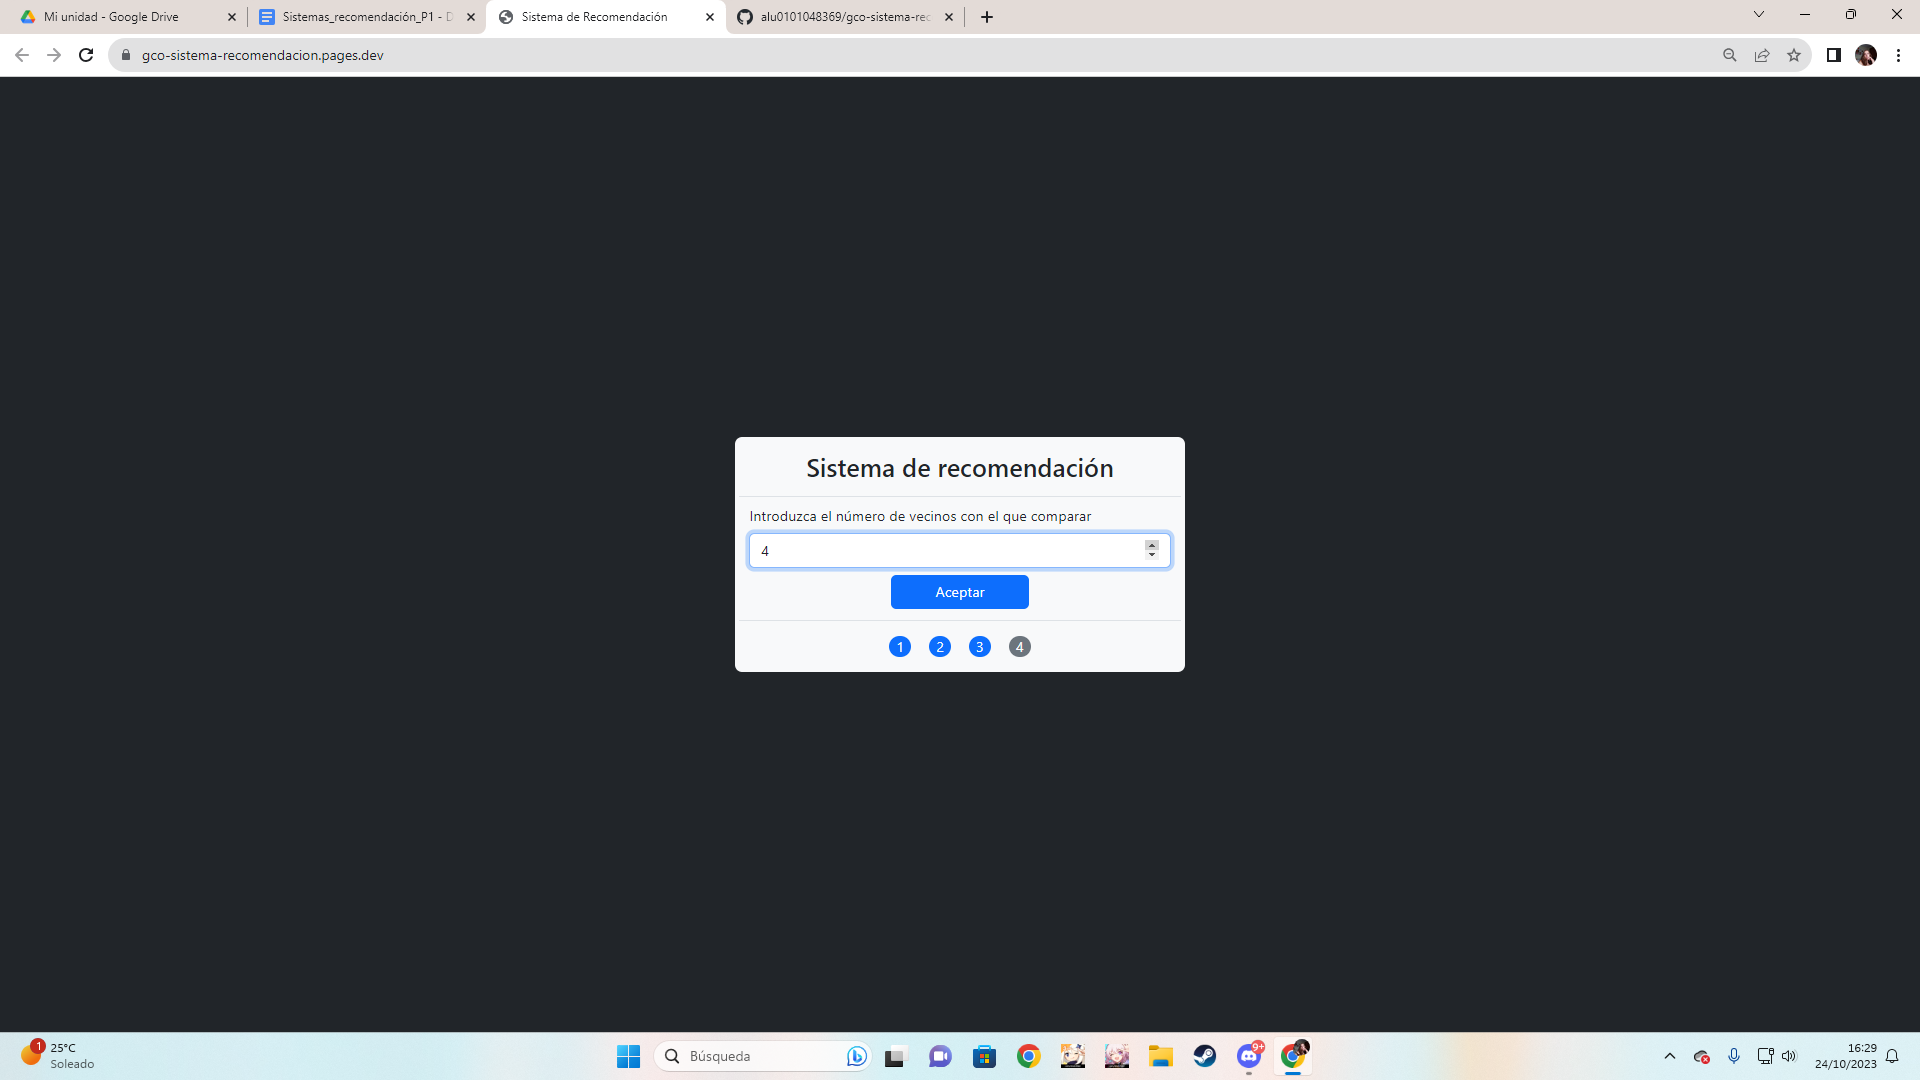 Mi unidad - Google Drive
Sistemas_recomendación_P1 - D
Sistema de Recomendación
alu0101048369/gco-sistema-rec
gco-sistema-recomendacion.pages.dev
Sistema de recomendación
Introduzca el número de vecinos con el que comparar
4
Aceptar
1 2 3 4
1
25°C
Soleado
Búsqueda
9+
16:29
24/10/2023